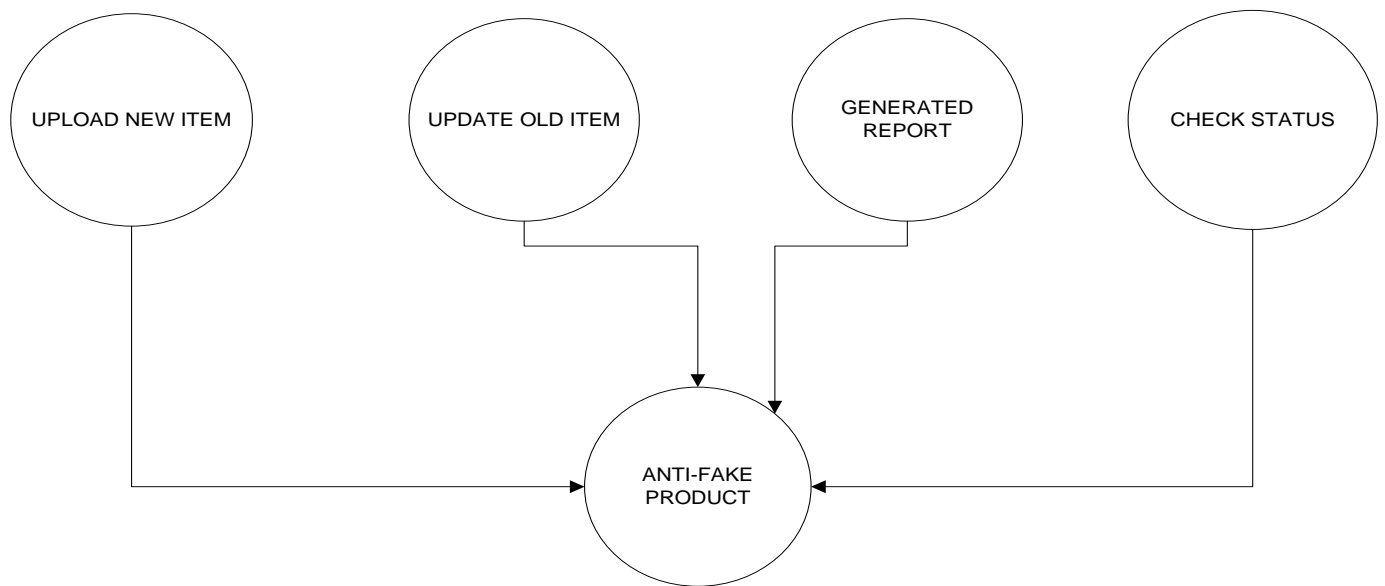 UPLOAD NEW ITEM
UPDATE OLD ITEM
GENERATED
REPORT
CHECK STATUS
ANTI-FAKE
PRODUCT